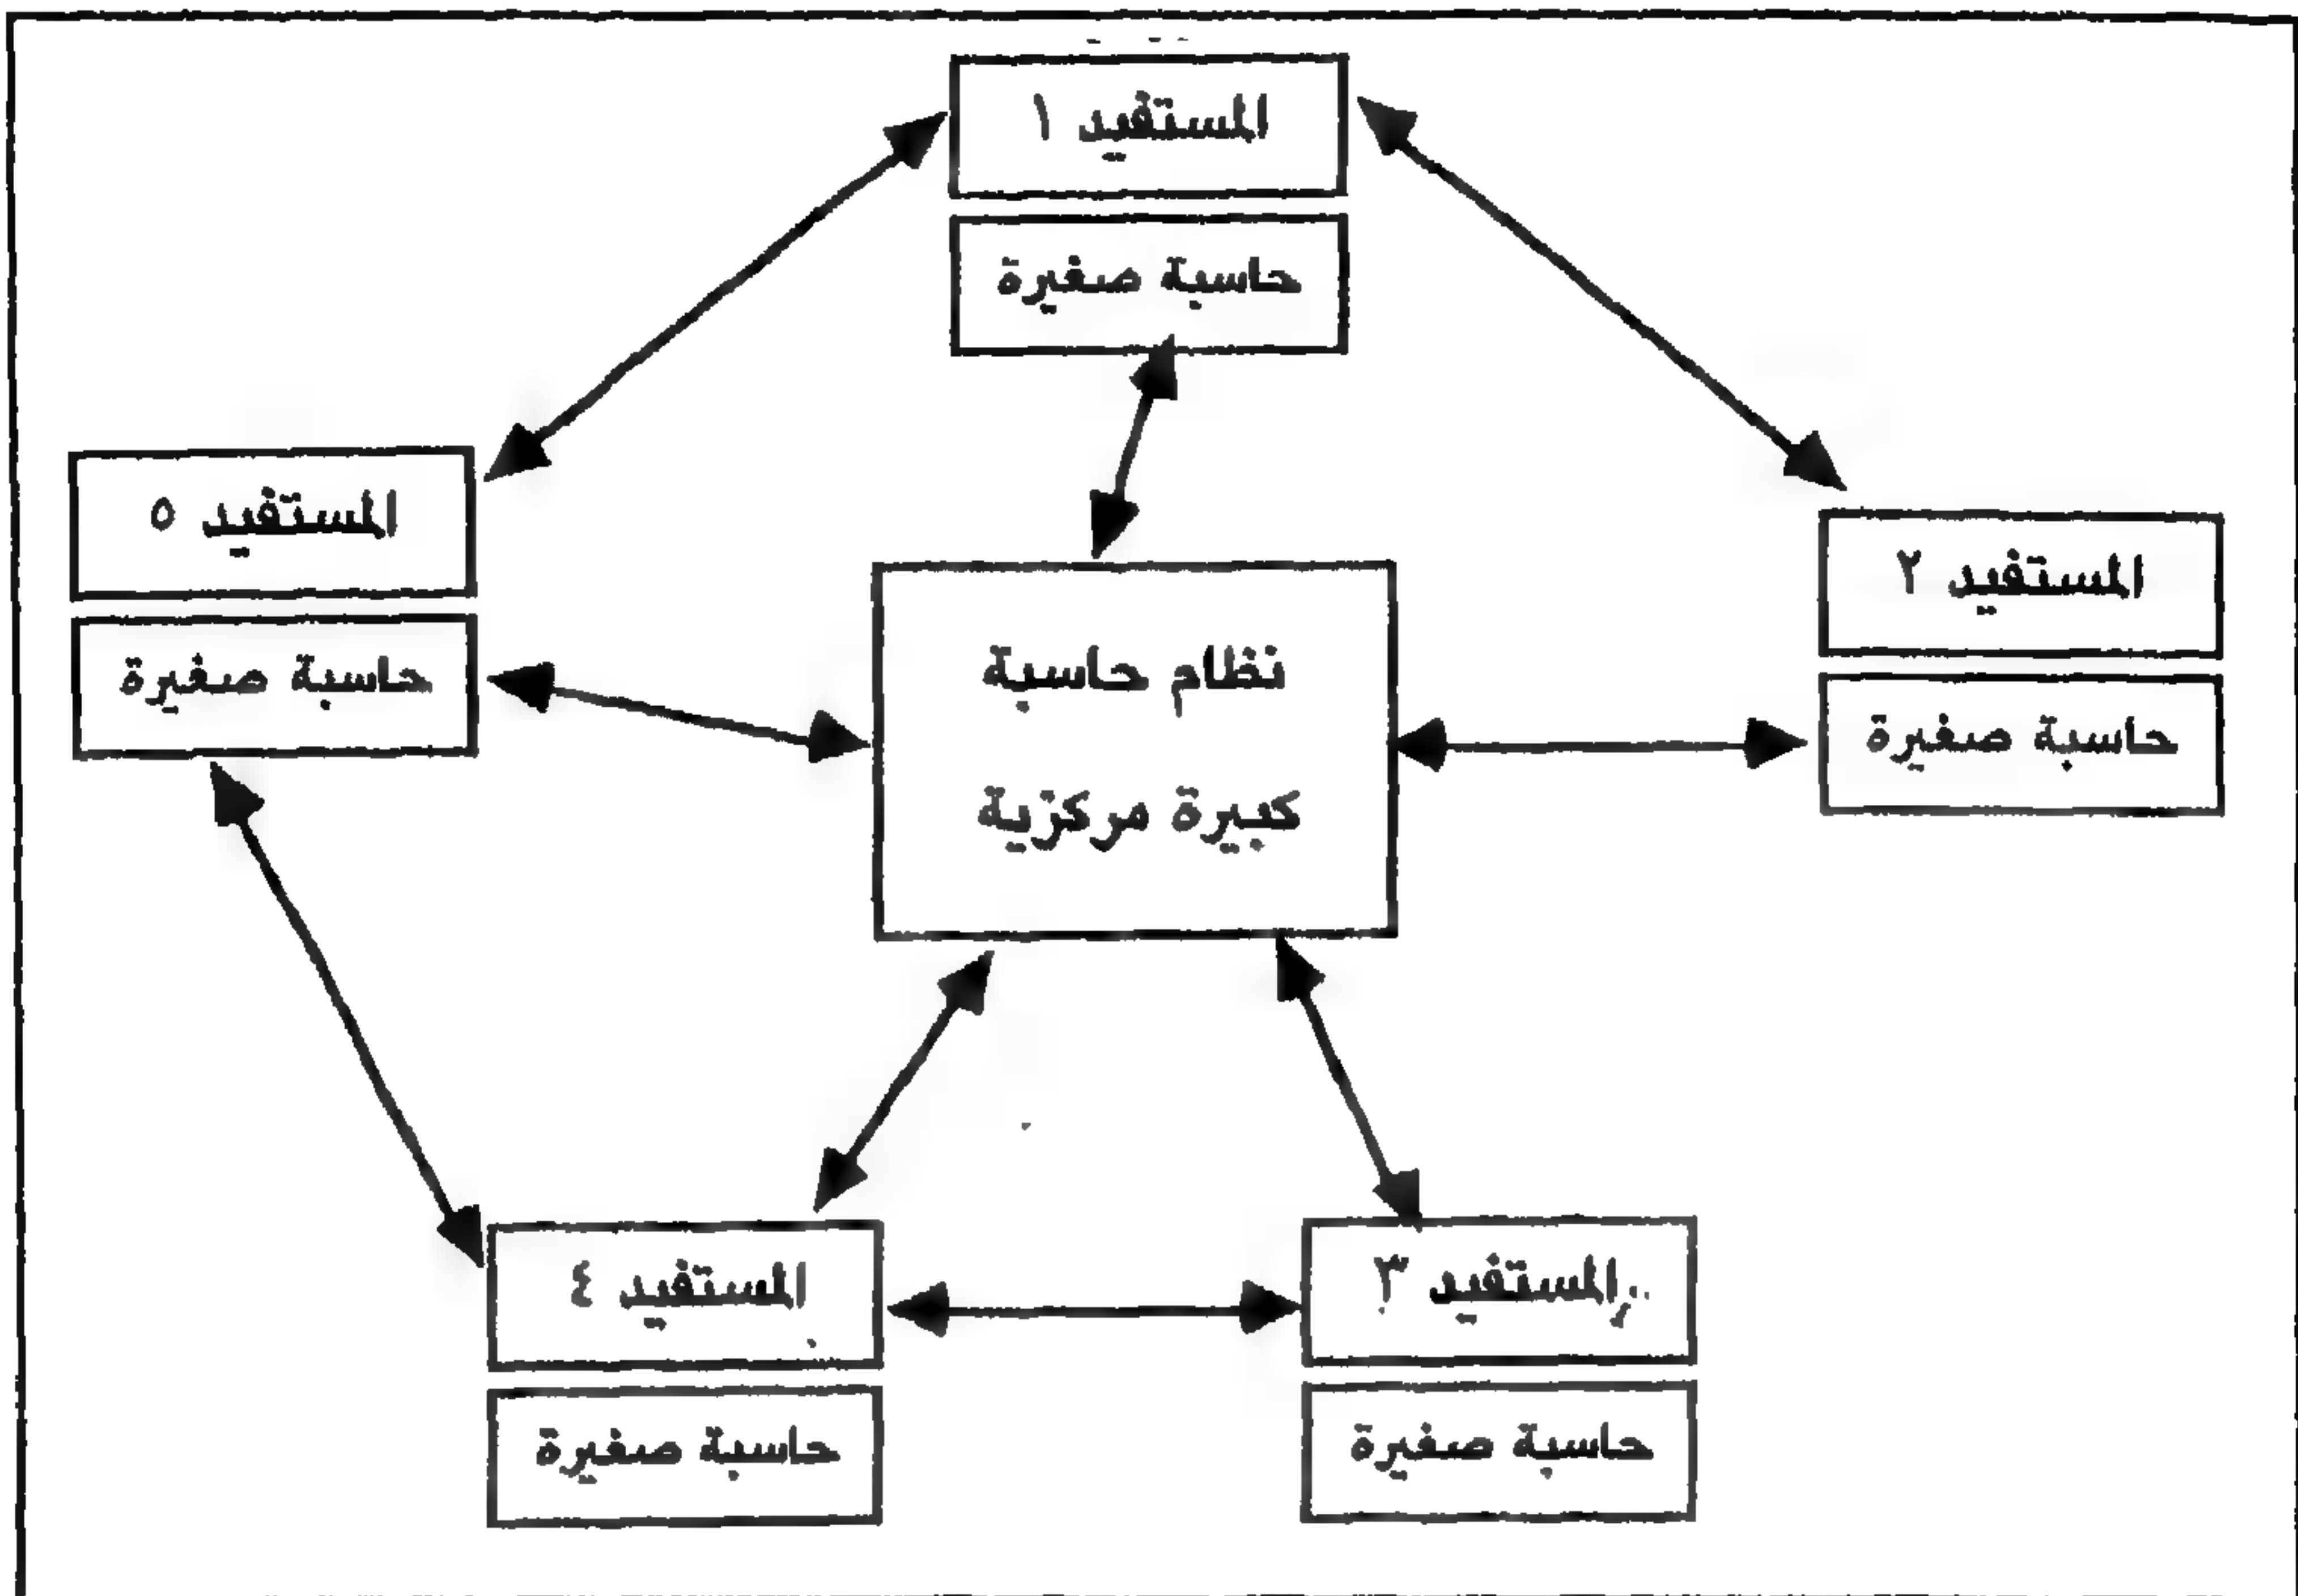 المستفيد ١
حاسبة صغيرة
المستفيد ٥
حاسبة صغيرة
المستفيد ٢
حاسبة صغيرة
نظام حاسبة
كبيرة مركزية
المستفيد ٤
حاسبة صغيرة
المستفيد ٣
حاسبة صغيرة